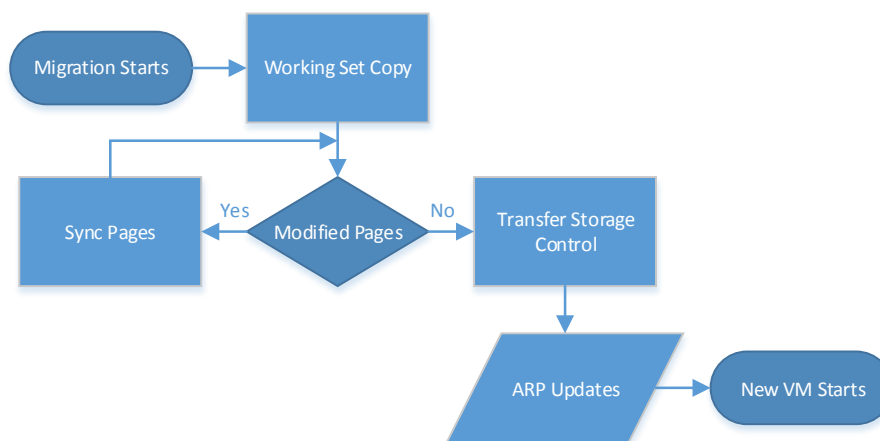 Migration Starts
Working Set Copy
Sync Pages
Yes
Modified Pages
No
Transfer Storage
Control
ARP Updates
New VM Starts